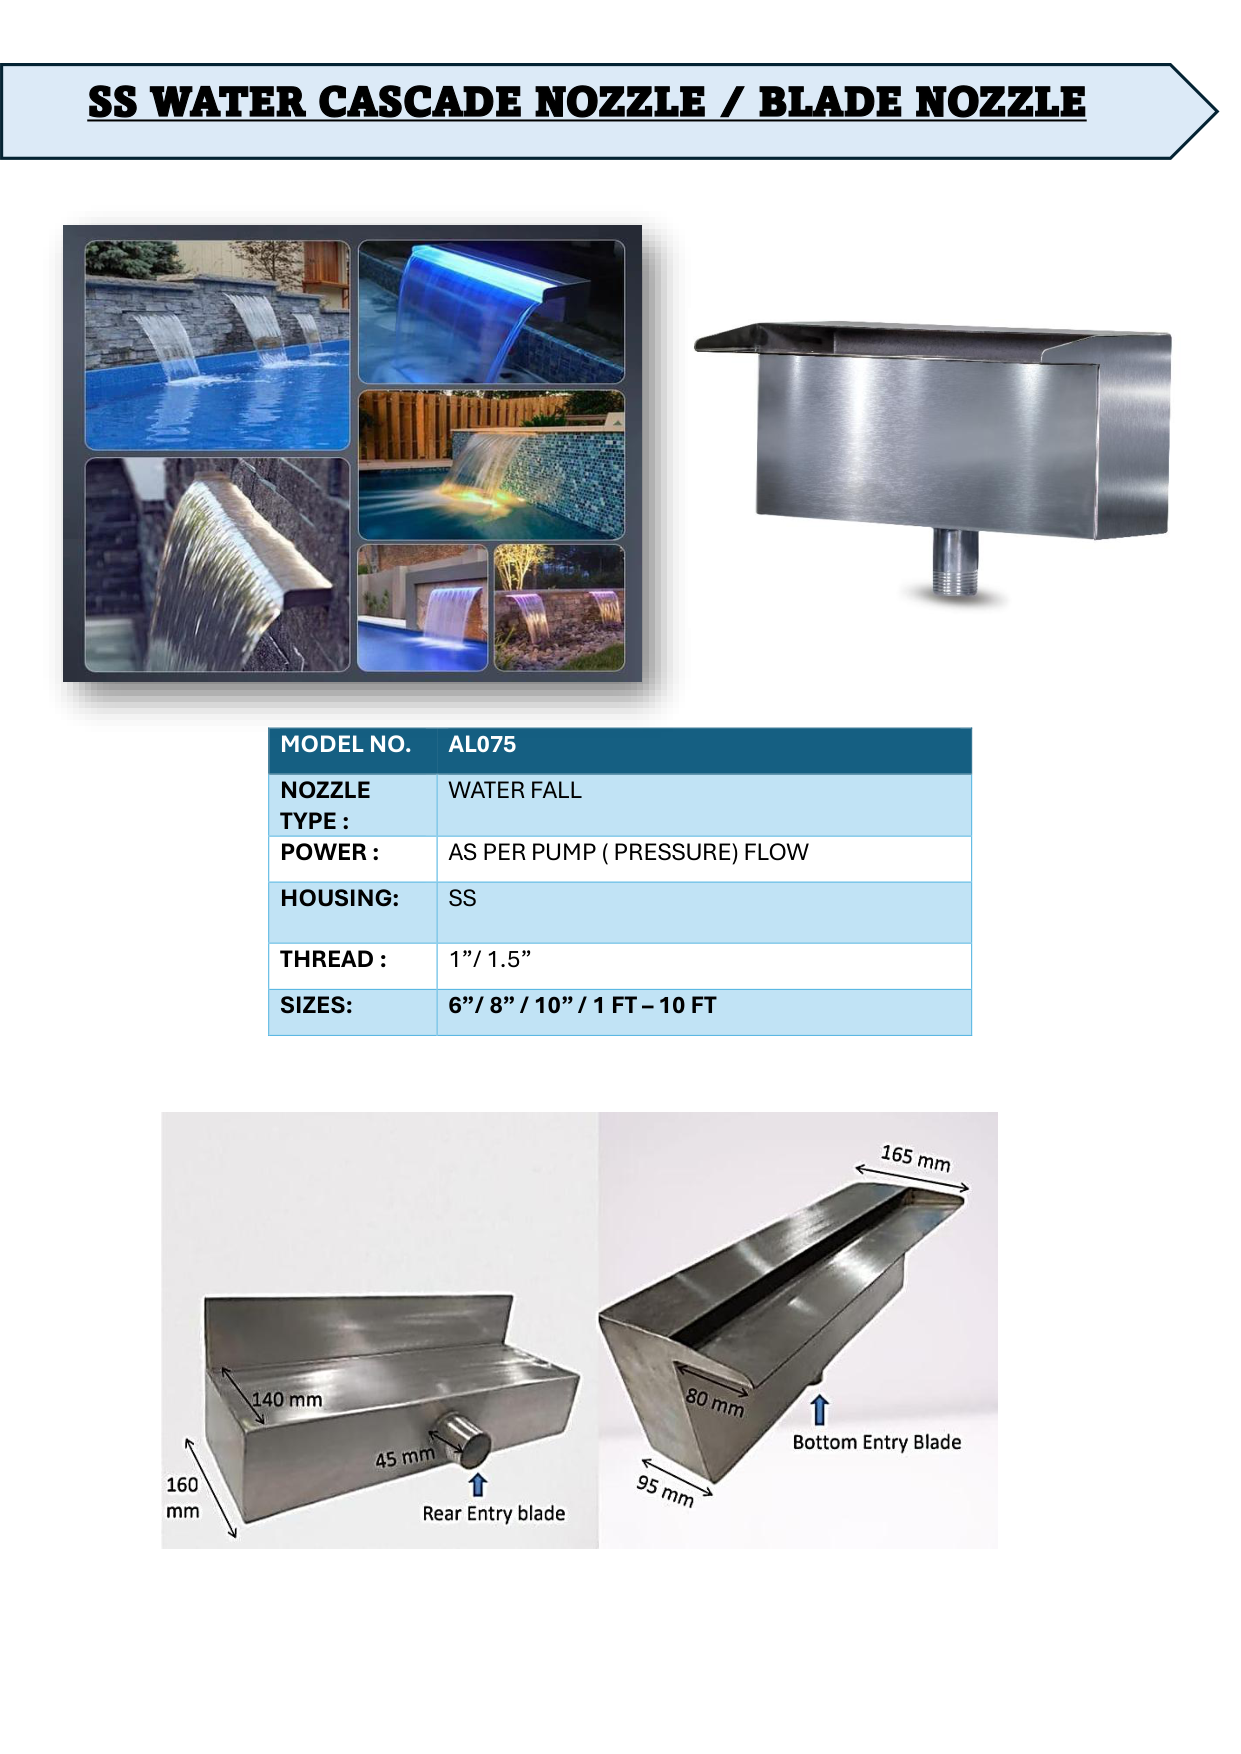 SS WATER CASCADE NOZZLE / BLADE NOZZLE
MODEL NO. AL075
NOZZLE TYPE : WATER FALL
POWER : AS PER PUMP ( PRESSURE) FLOW
HOUSING: SS
THREAD : 1”/ 1.5”
SIZES: 6”/ 8” / 10” / 1 FT – 10 FT
140 mm
45 mm
160
mm
Rear Entry blade
165 mm
80 mm
Bottom Entry Blade
95 mm